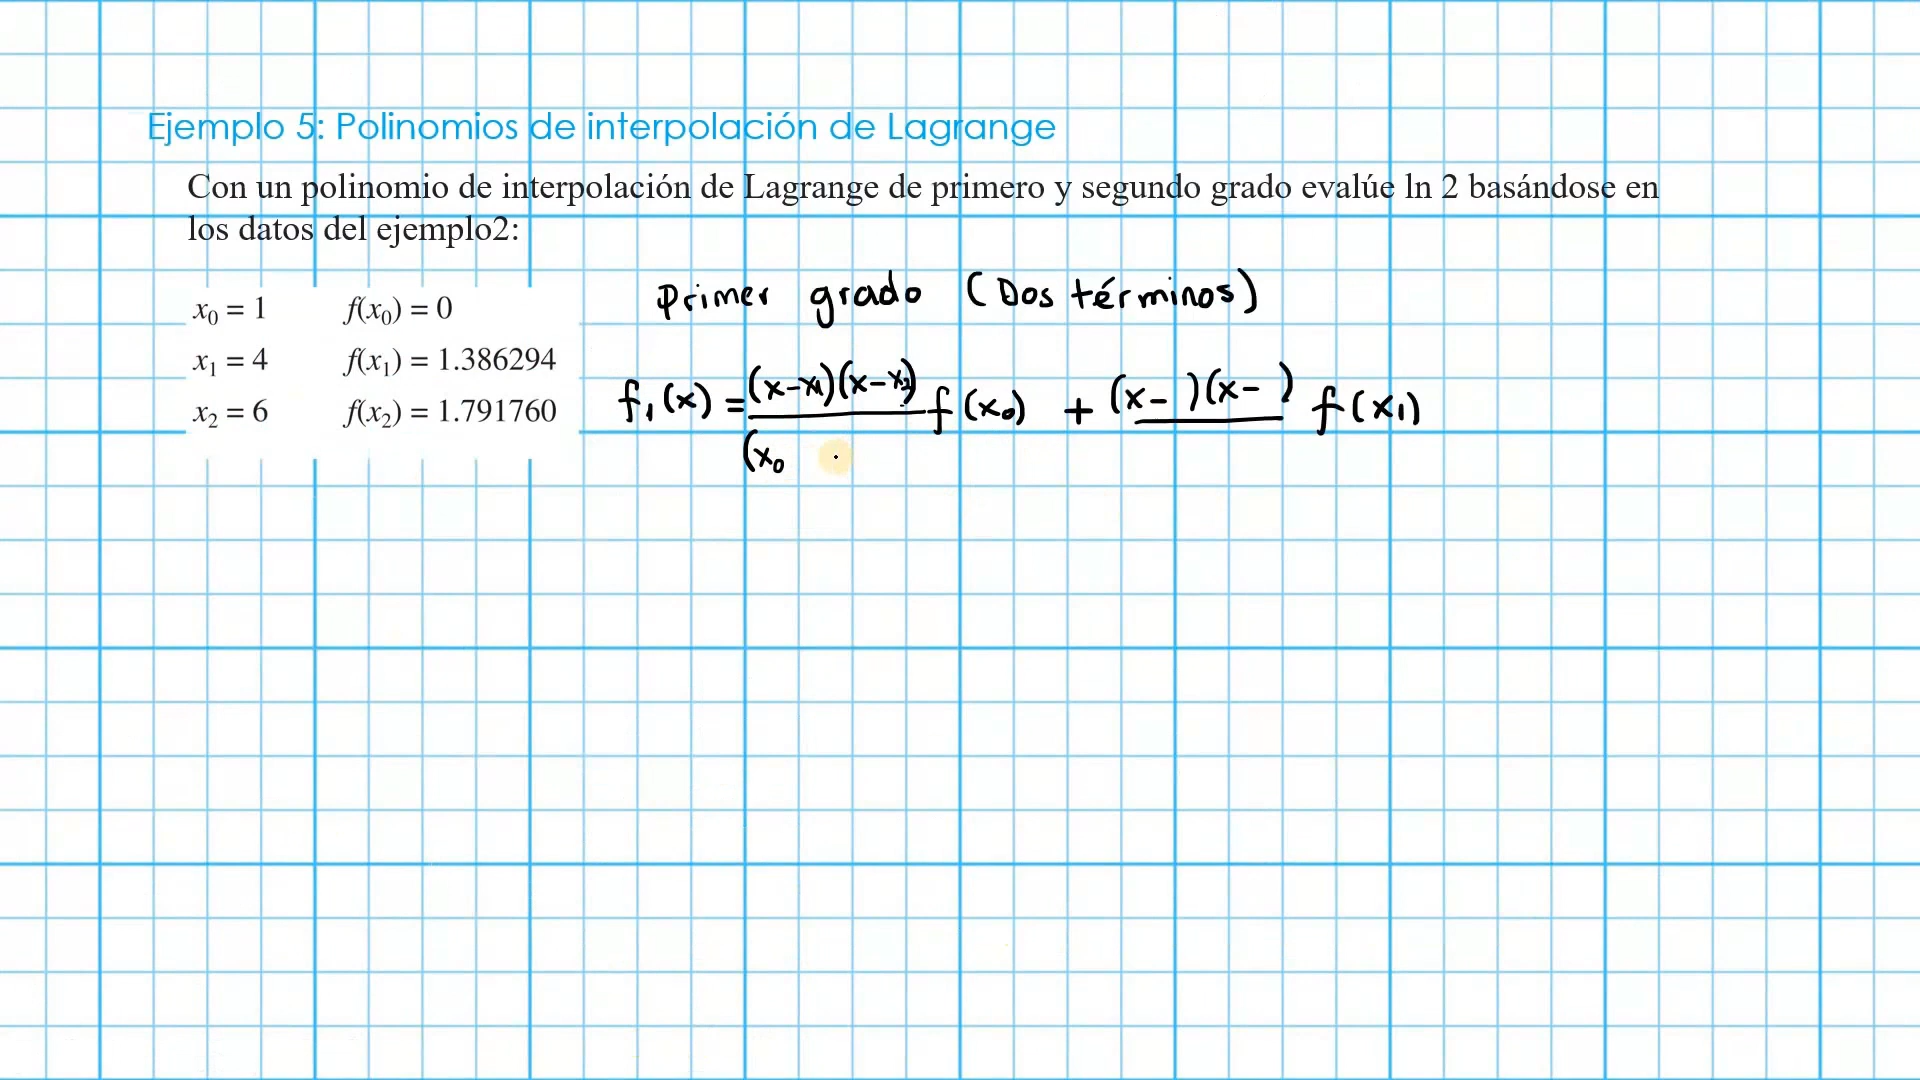 Ejemplo 5: Polinomios de interpolación de Lagrange
Con un polinomio de interpolación de Lagrange de primero y segundo grado evalúe ln 2 basándose en
los datos del ejemplo2:
x₀ = 1 f(x₀) = 0
x₁ = 4 f(x₁) = 1.386294
x₂ = 6 f(x₂) = 1.791760
Primer grado (Dos términos)
f₁(x) = (x-x₁)(x-x₂) f(x₀) + (x- )(x- ) f(x₁)
(x₀